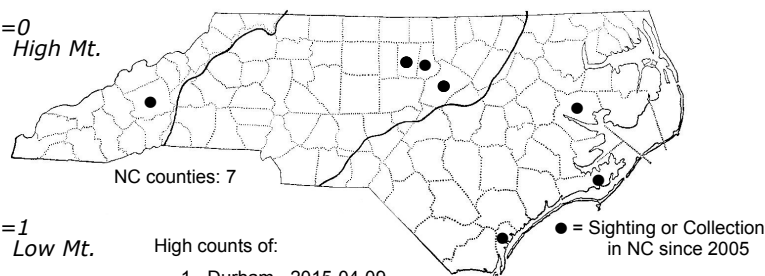 =0
High Mt.
NC counties: 7
=1
Low Mt.
High counts of:
● = Sighting or Collection
in NC since 2005
1 - Durham - 2015-04-09